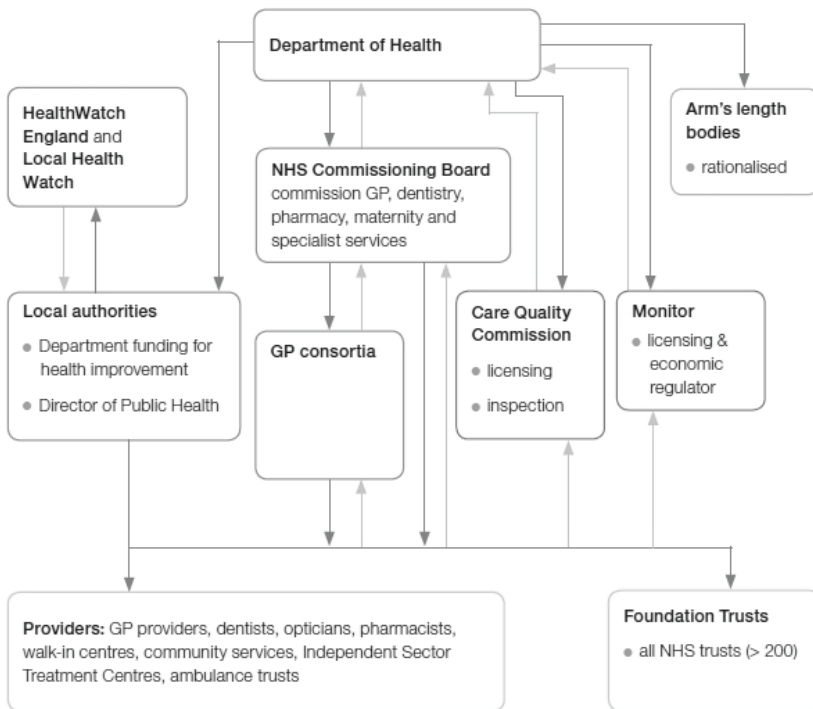 Department of Health
HealthWatch
England and
Local Health
Watch
Arm's length
bodies
• rationalised
NHS Commissioning Board
commission GP, dentistry,
pharmacy, maternity and
specialist services
Local authorities
• Department funding for
health improvement
• Director of Public Health
GP consortia
Care Quality
Commission
• licensing
• inspection
Monitor
• licensing &
economic
regulator
Providers: GP providers, dentists, opticians, pharmacists,
walk-in centres, community services, Independent Sector
Treatment Centres, ambulance trusts
Foundation Trusts
• all NHS trusts (> 200)